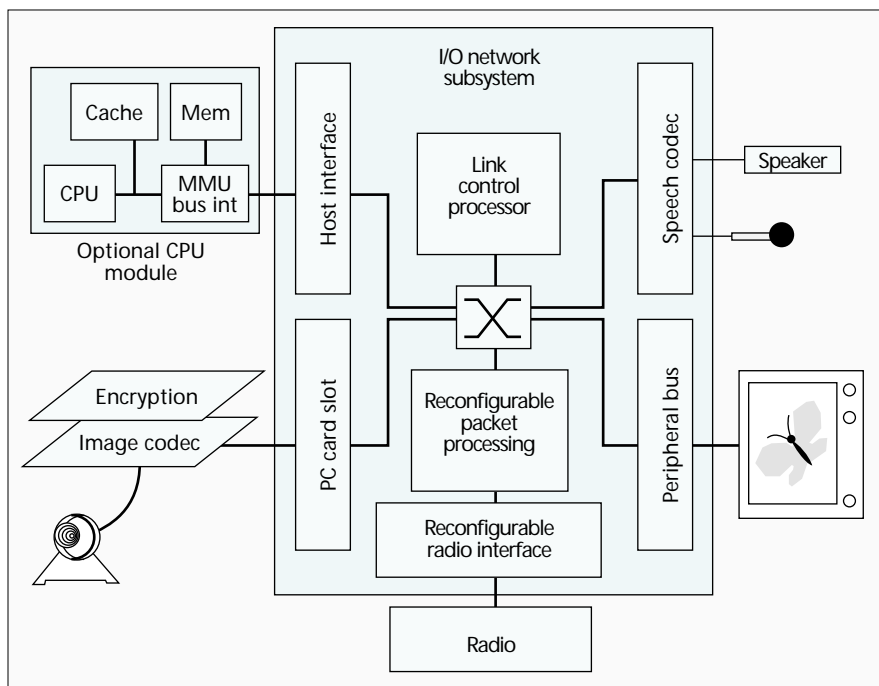 I/O network
subsystem
Cache
Mem
CPU
MMU
bus int
Optional CPU
module
Host interface
Link
control
processor
Speech codec
Speaker
Encryption
Image codec
PC card slot
Reconfigurable
packet
processing
Peripheral bus
Reconfigurable
radio interface
Radio